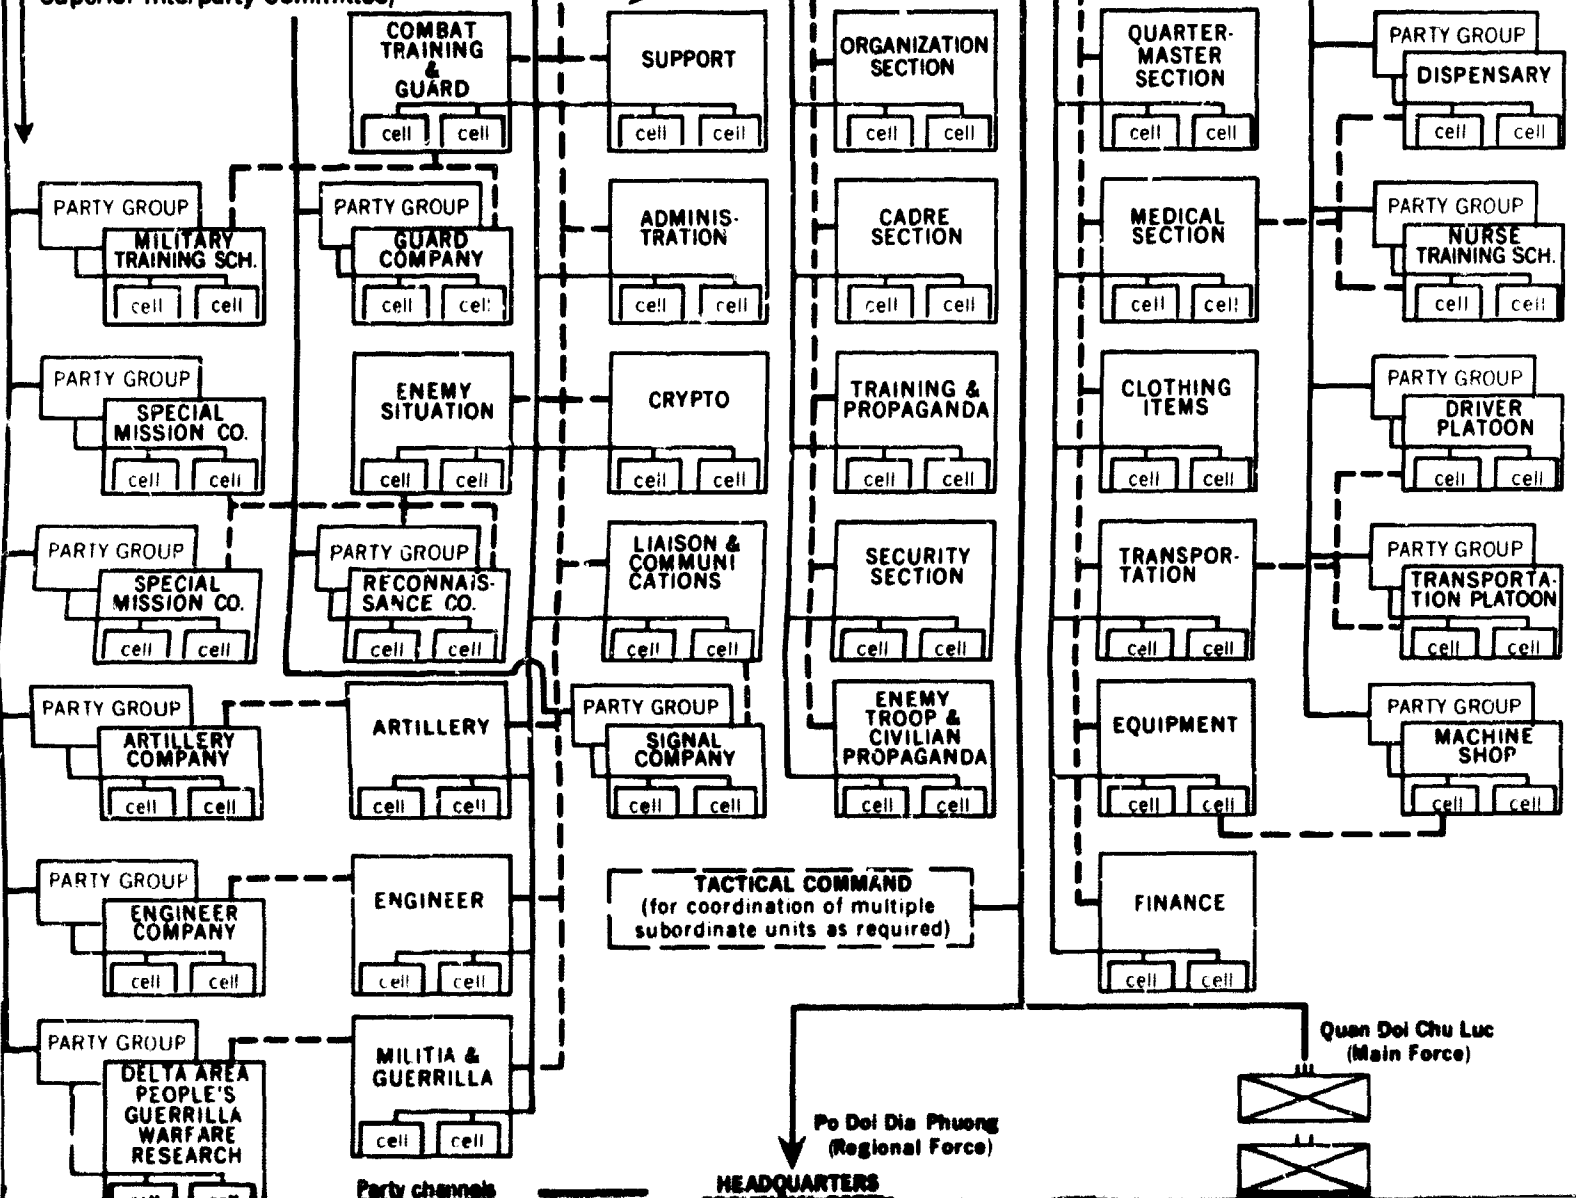 Superior Interparty Committee)
COMBAT
TRAINING
&
GUARD
cell cell
SUPPORT
cell cell
ORGANIZATION
SECTION
cell cell
QUARTER-
MASTER
SECTION
cell cell
PARTY GROUP
DISPENSARY
cell cell
PARTY GROUP
MILITARY
TRAINING SCH.
cell cell
PARTY GROUP
GUARD
COMPANY
cell cell
ADMINIS-
TRATION
cell cell
CADRE
SECTION
cell cell
MEDICAL
SECTION
cell cell
PARTY GROUP
NURSE
TRAINING SCH.
cell cell
PARTY GROUP
SPECIAL
MISSION CO.
cell cell
ENEMY
SITUATION
cell cell
CRYPTO
cell cell
TRAINING &
PROPAGANDA
cell cell
CLOTHING
ITEMS
cell cell
PARTY GROUP
DRIVER
PLATOON
cell cell
PARTY GROUP
SPECIAL
MISSION CO.
cell cell
PARTY GROUP
RECONNAIS-
SANCE CO.
cell cell
LIAISON &
COMMUNI
CATIONS
cell cell
SECURITY
SECTION
cell cell
TRANSPOR-
TATION
cell cell
PARTY GROUP
TRANSPORTA-
TION PLATOON
cell cell
PARTY GROUP
ARTILLERY
COMPANY
cell cell
ARTILLERY
cell cell
PARTY GROUP
SIGNAL
COMPANY
cell cell
ENEMY
TROOP &
CIVILIAN
PROPAGANDA
cell cell
EQUIPMENT
cell cell
PARTY GROUP
MACHINE
SHOP
cell cell
PARTY GROUP
ENGINEER
COMPANY
cell cell
ENGINEER
cell cell
TACTICAL COMMAND
(for coordination of multiple
subordinate units as required)
FINANCE
cell cell
PARTY GROUP
DELTA AREA
PEOPLE'S
GUERRILLA
WARFARE
RESEARCH
cell cell
MILITIA &
GUERRILLA
cell cell
Quan Doi Chu Luc
(Main Force)
Po Doi Dia Phuong
(Regional Force)
HEADQUARTERS
Party channels